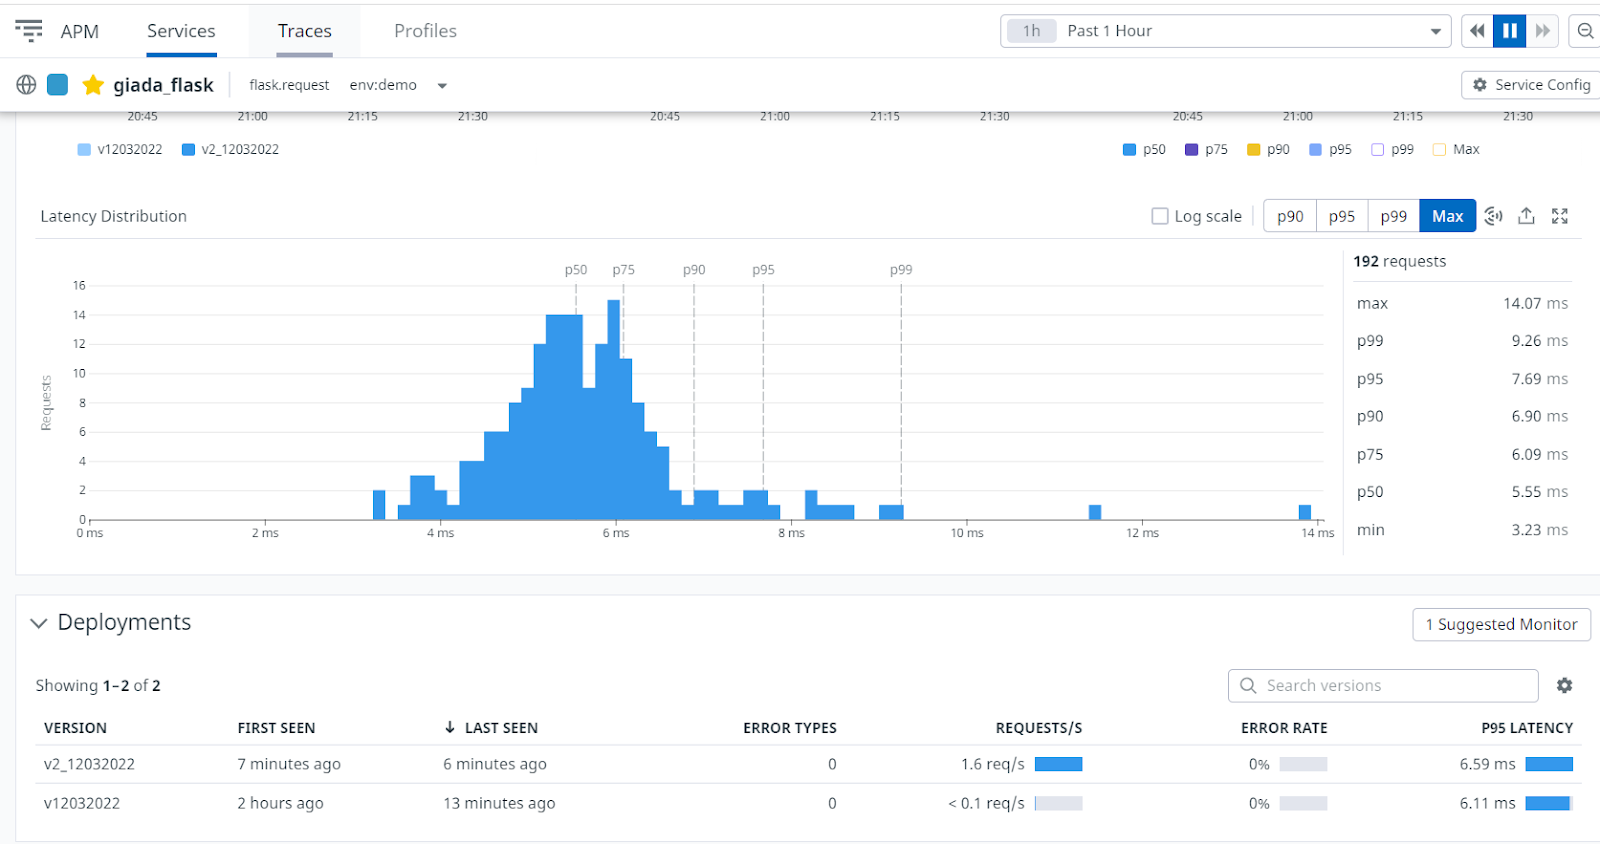 APM Services Traces Profiles 1h Past 1 Hour
giada_flask flask.request env:demo Service Config
20:45 21:00 21:15 21:30 20:45 21:00 21:15 21:30 20:45 21:00 21:15 21:30
v12032022 v2_12032022 p50 p75 p90 p95 p99 Max
Latency Distribution Log scale p90 p95 p99 Max
192 requests
p50 p75 p90 p95 p99
16
14
12
10
8
6
4
2
0
Requests
0 ms 2 ms 4 ms 6 ms 8 ms 10 ms 12 ms 14 ms
max 14.07 ms
p99 9.26 ms
p95 7.69 ms
p90 6.90 ms
p75 6.09 ms
p50 5.55 ms
min 3.23 ms
Deployments 1 Suggested Monitor
Showing 1–2 of 2 Search versions
VERSION FIRST SEEN LAST SEEN ERROR TYPES REQUESTS/S ERROR RATE P95 LATENCY
v2_12032022 7 minutes ago 6 minutes ago 0 1.6 req/s 0% 6.59 ms
v12032022 2 hours ago 13 minutes ago 0 < 0.1 req/s 0% 6.11 ms